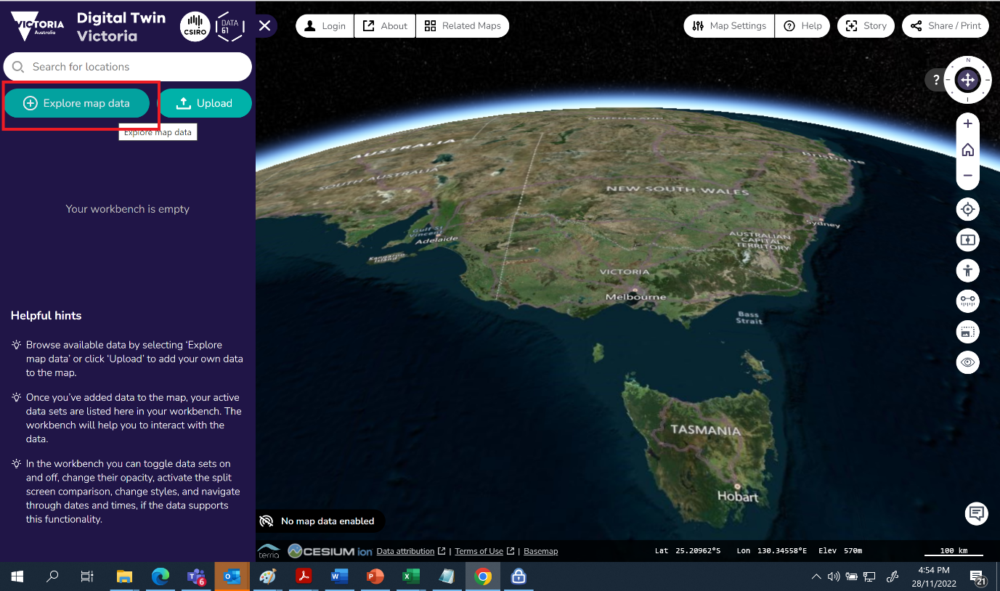 VICTORIA
Australia
Digital Twin
Victoria
CSIRO
DATA
61
Login
About
Related Maps
Map Settings
Help
Story
Share / Print
Search for locations
Explore map data
Upload
Explore map data
Your workbench is empty
Helpful hints
Browse available data by selecting ‘Explore
map data’ or click ‘Upload’ to add your own data
to the map.
Once you’ve added data to the map, your active
data sets are listed here in your workbench. The
workbench will help you to interact with the
data.
In the workbench you can toggle data sets on
and off, change their opacity, activate the split
screen comparison, change styles, and navigate
through dates and times, if the data supports
this functionality.
N
?
QUEENSLAND
AUSTRALIA
SOUTH AUSTRALIA
Brisbane
NEW SOUTH WALES
Sydney
Gulf St
Vincent
Adelaide
Kangaroo
Island
AUSTRALIAN
CAPITAL
TERRITORY
VICTORIA
Melbourne
Bass
Strait
TASMANIA
Hobart
No map data enabled
terria
CESIUM ion
Data attribution | Terms of Use | Basemap
Lat 25.20962°S Lon 130.34558°E Elev 570m
100 km
6
4:54 PM
28/11/2022
21